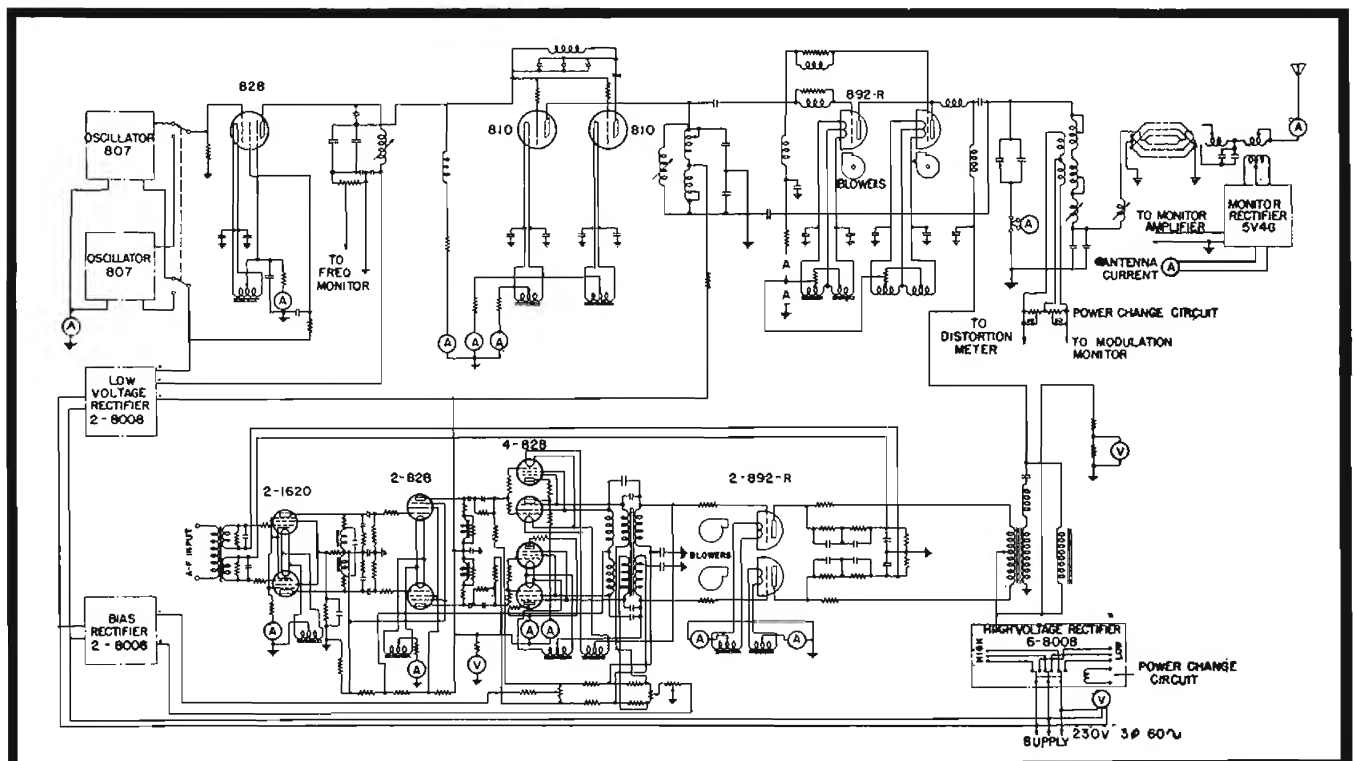 828
OSCILLATOR
807
OSCILLATOR
807
A
TO
FREQ
MONITOR
A
810
810
A
A
A
892-R
BLOWERS
A
A
A
TO
DISTORTION
METER
A
TO MONITOR
AMPLIFIER
MONITOR
RECTIFIER
5V4G
ANTENNA
CURRENT
A
POWER CHANGE CIRCUIT
TO MODULATION
MONITOR
LOW
VOLTAGE
RECTIFIER
2-8008
V
4-828
2-1620
2-828
2-892-R
A-F INPUT
BLOWERS
A
A
A
A
A
A
V
BIAS
RECTIFIER
2-8008
HIGH VOLTAGE RECTIFIER
6-8008
HIGH
LOW
POWER CHANGE
CIRCUIT
V
SUPPLY
230V 3Ø 60~